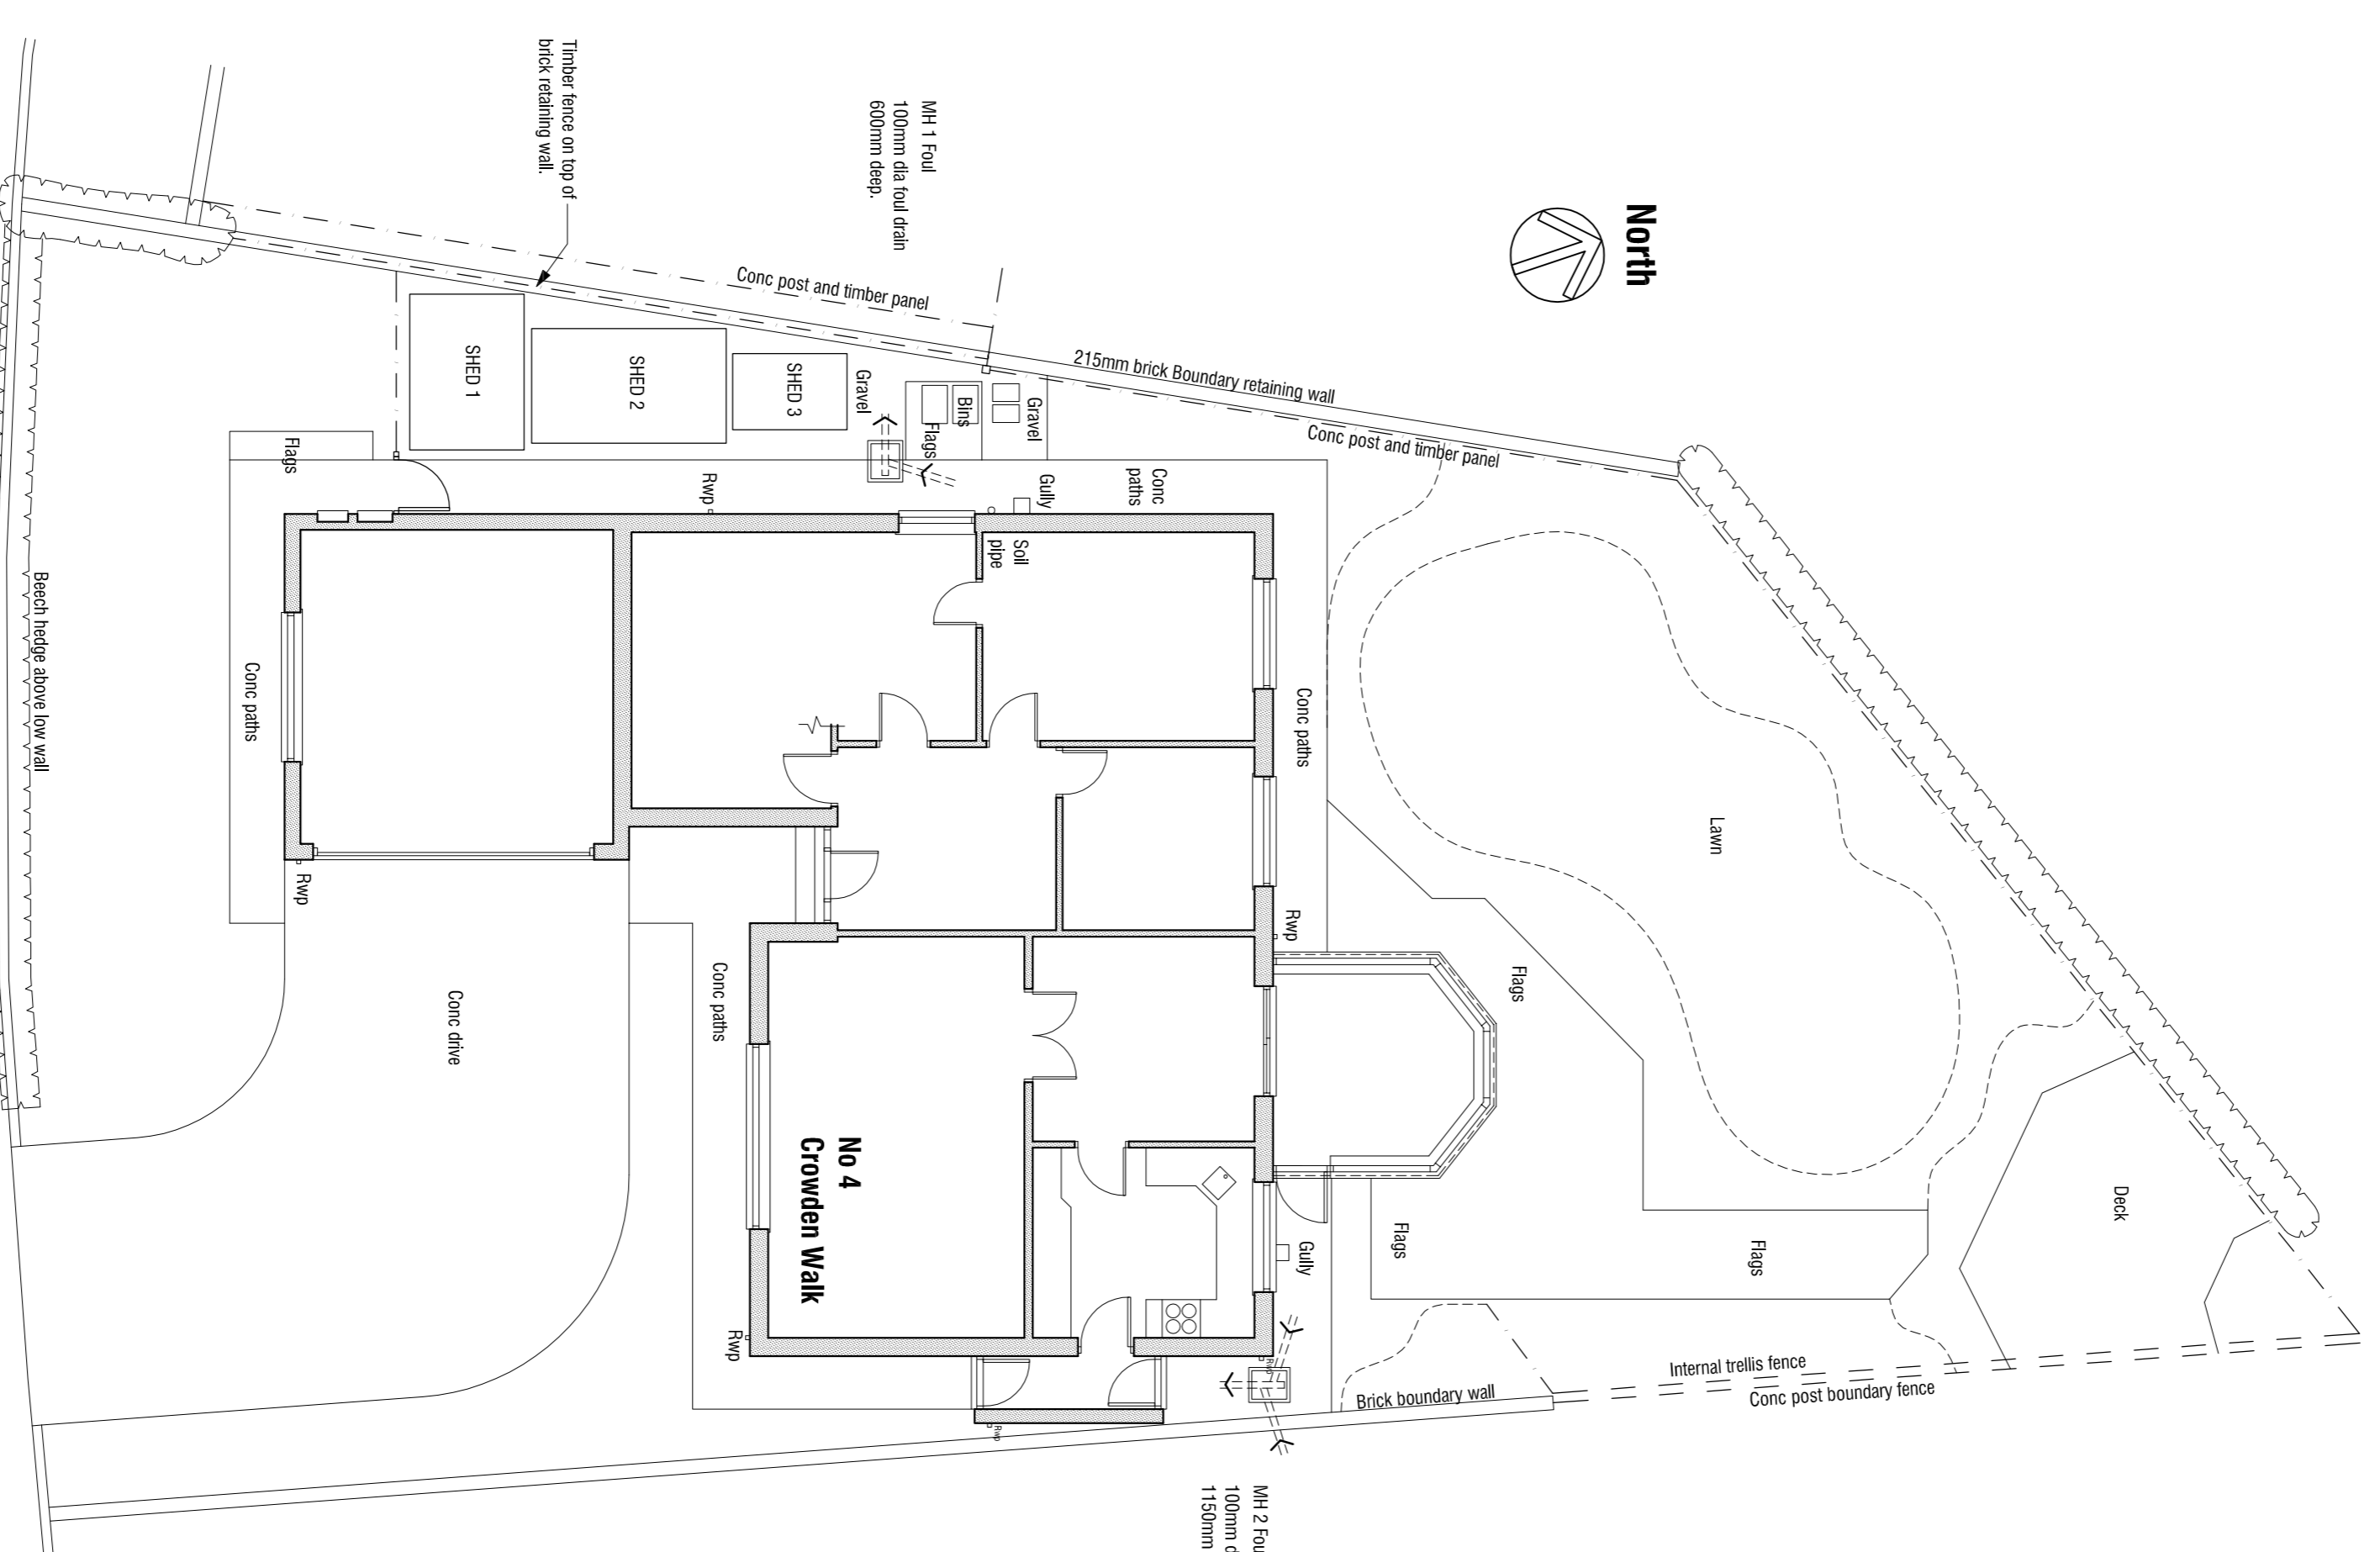 North
Timber fence on top of
brick retaining wall.
MH 1 Foul
100mm dia foul drain
600mm deep.
Conc post and timber panel
215mm brick Boundary retaining wall
Conc post and timber panel
SHED 1
SHED 2
SHED 3
Gravel
Bins
Flags
Gravel
Flags
Rwp
Gully
Conc
paths
Soil
pipe
Beech hedge above low wall
Conc paths
Conc paths
Lawn
Rwp
Rwp
Conc drive
Conc paths
Flags
No 4
Crowden Walk
Deck
Flags
Flags
Gully
Rwp
Rwp
Rwp
Internal trellis fence
Conc post boundary fence
Brick boundary wall
MH 2 Fou
100mm d
1150mm